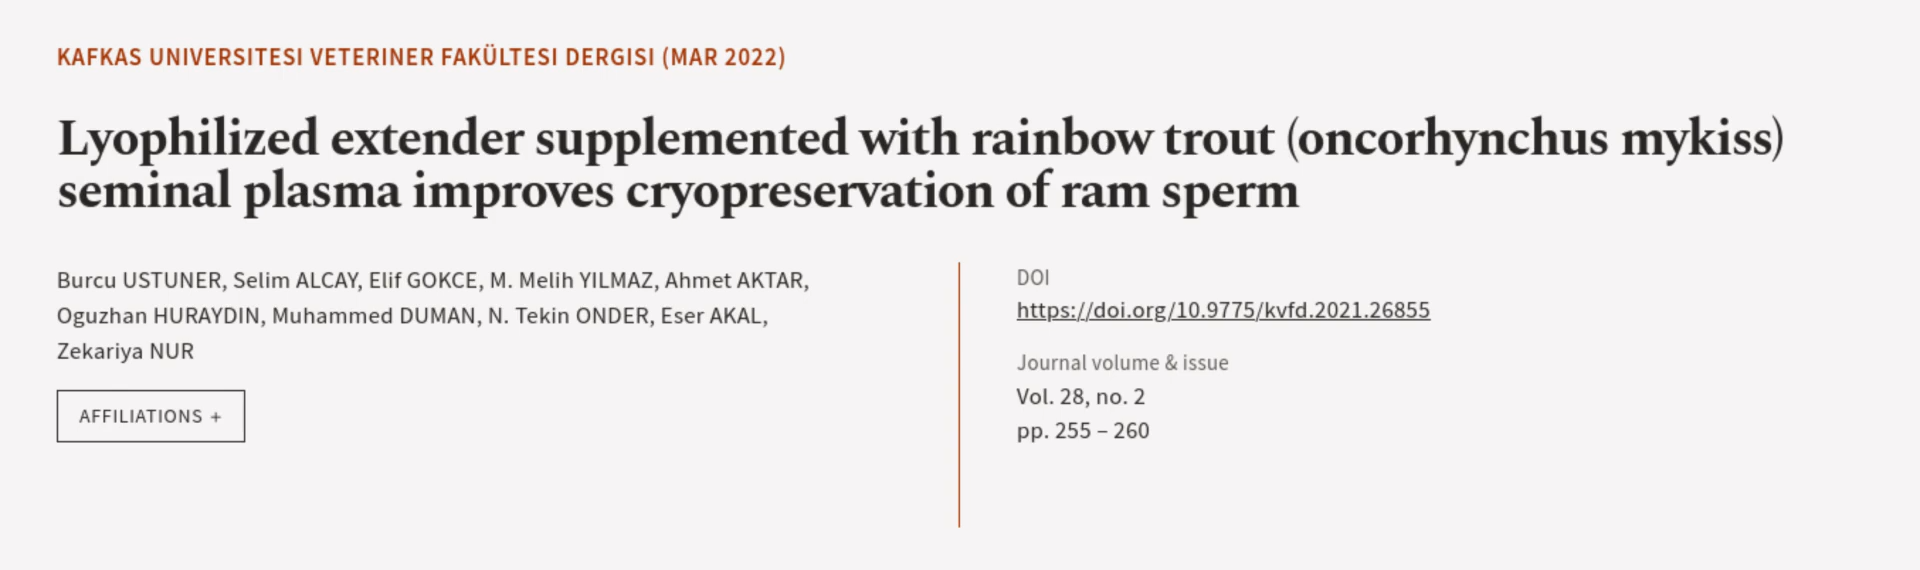 KAFKAS UNIVERSITESI VETERINER FAKÜLTESI DERGISI (MAR 2022)
Lyophilized extender supplemented with rainbow trout (oncorhynchus mykiss)
seminal plasma improves cryopreservation of ram sperm
Burcu USTUNER, Selim ALCAY, Elif GOKCE, M. Melih YILMAZ, Ahmet AKTAR,
Oguzhan HURAYDIN, Muhammed DUMAN, N. Tekin ONDER, Eser AKAL,
Zekariya NUR
AFFILIATIONS +
DOI
https://doi.org/10.9775/kvfd.2021.26855
Journal volume & issue
Vol. 28, no. 2
pp. 255 – 260